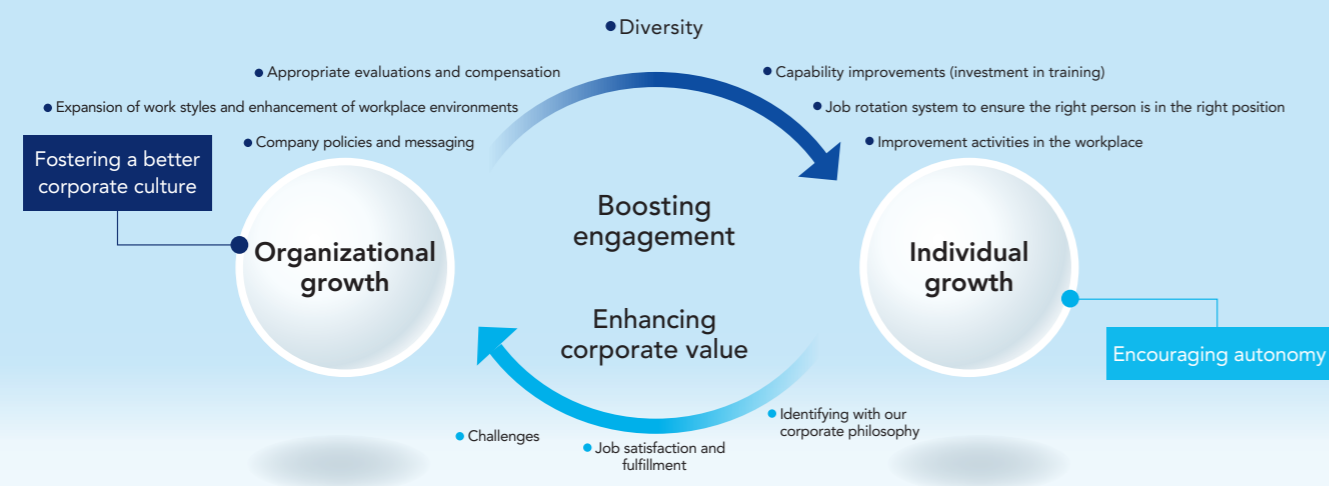 ● Diversity
● Appropriate evaluations and compensation
● Expansion of work styles and enhancement of workplace environments
● Company policies and messaging
● Capability improvements (investment in training)
● Job rotation system to ensure the right person is in the right position
● Improvement activities in the workplace
Fostering a better
corporate culture
Organizational
growth
Boosting
engagement
Enhancing
corporate value
Individual
growth
Encouraging autonomy
● Challenges
● Job satisfaction and
fulfillment
● Identifying with our
corporate philosophy